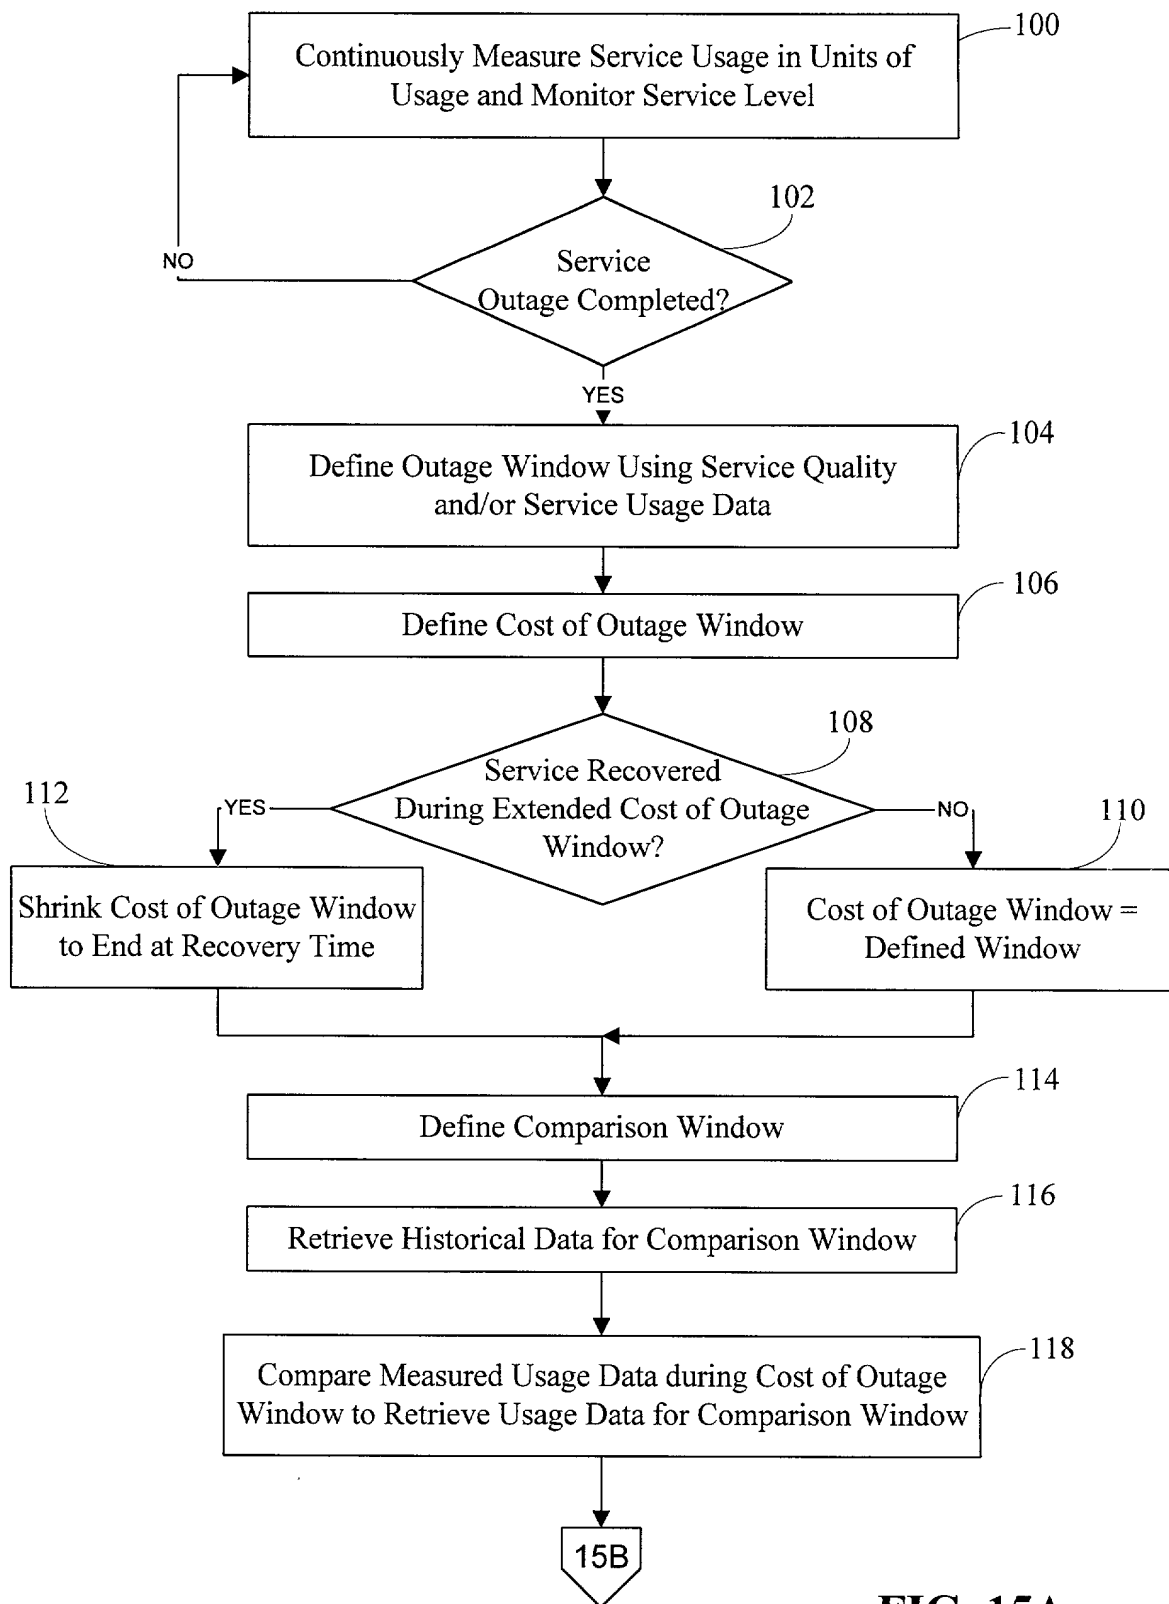 100
Continuously Measure Service Usage in Units of
Usage and Monitor Service Level
102
Service
Outage Completed?
NO
YES
104
Define Outage Window Using Service Quality
and/or Service Usage Data
106
Define Cost of Outage Window
108
Service Recovered
During Extended Cost of Outage
Window?
YES
NO
112
110
Shrink Cost of Outage Window
to End at Recovery Time
Cost of Outage Window =
Defined Window
114
Define Comparison Window
116
Retrieve Historical Data for Comparison Window
118
Compare Measured Usage Data during Cost of Outage
Window to Retrieve Usage Data for Comparison Window
15B
FIG. 15A